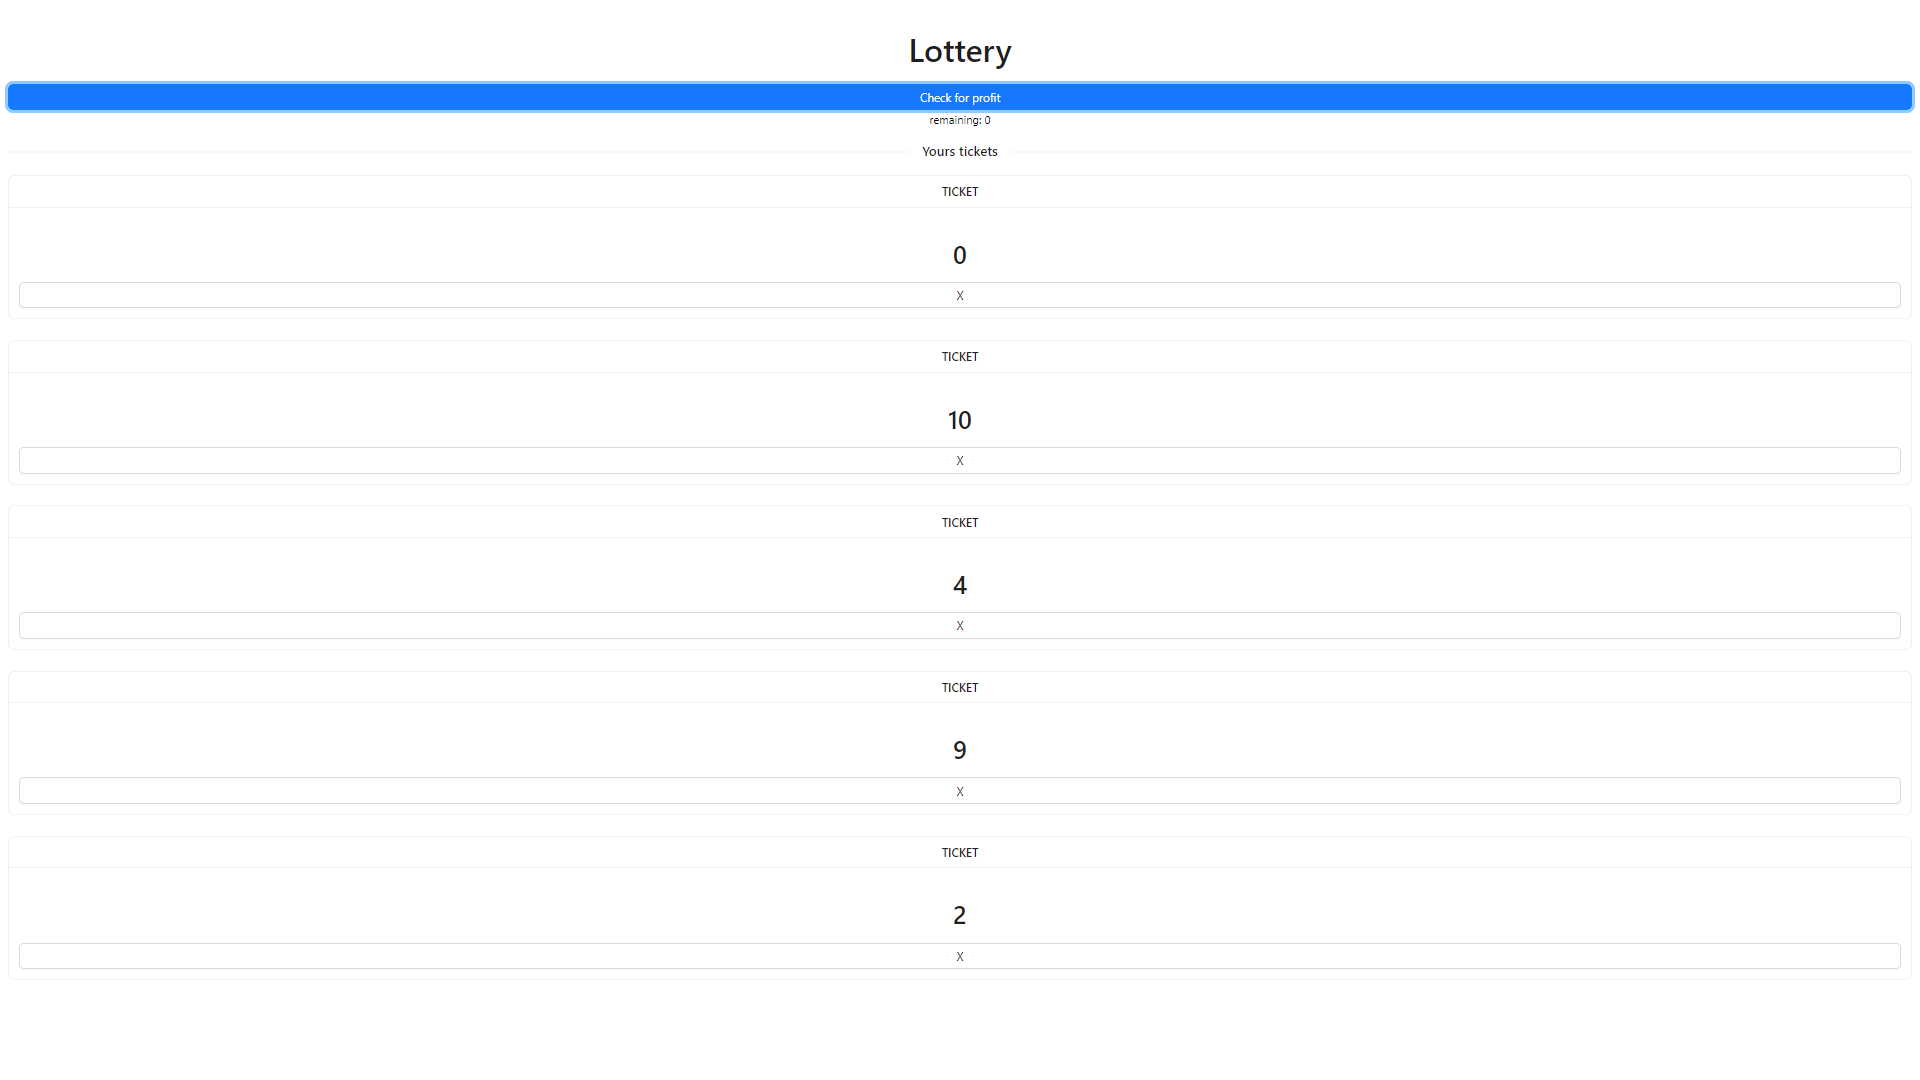 Lottery
Check for profit
remaining: 0
Yours tickets
TICKET
0
X
TICKET
10
X
TICKET
4
X
TICKET
9
X
TICKET
2
X